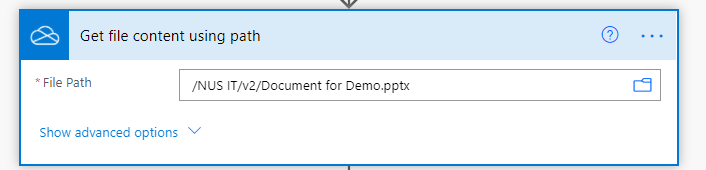 Get file content using path
* File Path
/NUS IT/v2/Document for Demo.pptx
Show advanced options